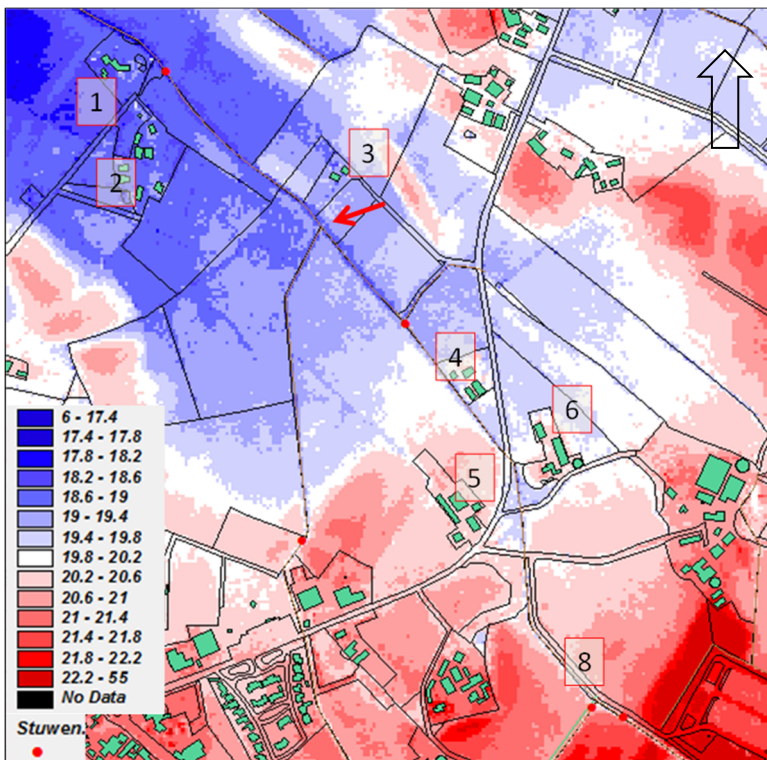 1
3
2
4
6
5
8
6 - 17.4
17.4 - 17.8
17.8 - 18.2
18.2 - 18.6
18.6 - 19
19 - 19.4
19.4 - 19.8
19.8 - 20.2
20.2 - 20.6
20.6 - 21
21 - 21.4
21.4 - 21.8
21.8 - 22.2
22.2 - 55
No Data
Stuwen.